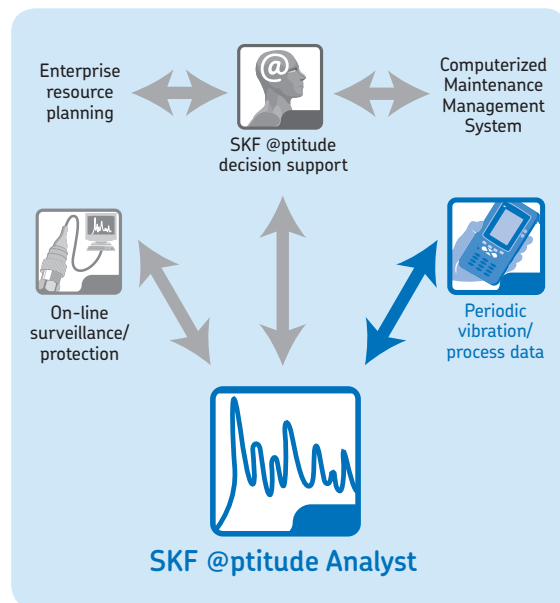 Enterprise
resource
planning
@
SKF @ptitude
decision support
Computerized
Maintenance
Management
System
On-line
surveillance/
protection
Periodic
vibration/
process data
SKF @ptitude Analyst